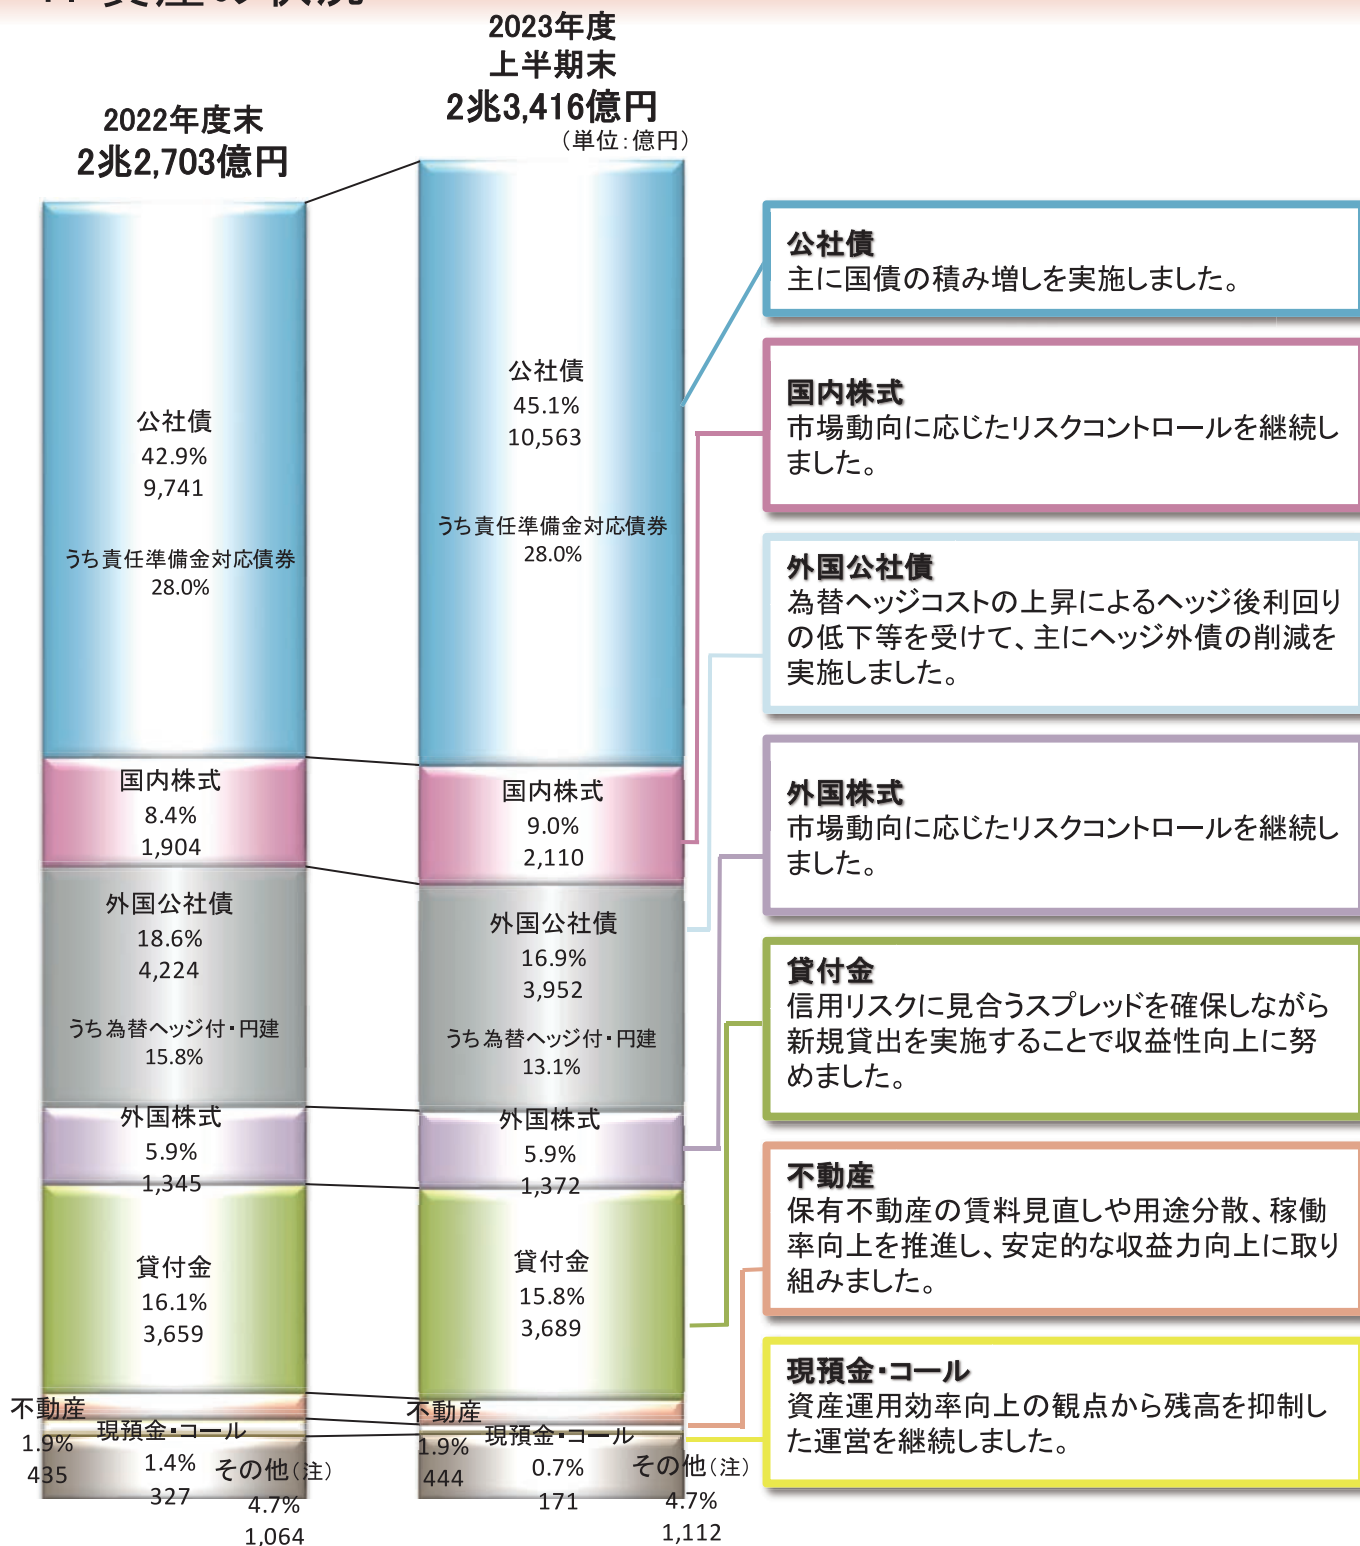 2022年度末
2兆2,703億円
2023年度
上半期末
2兆3,416億円
（単位：億円）
公社債
42.9%
9,741
うち責任準備金対応債券
28.0%
国内株式
8.4%
1,904
外国公社債
18.6%
4,224
うち為替ヘッジ付・円建
15.8%
外国株式
5.9%
1,345
貸付金
16.1%
3,659
不動産
1.9%
435
現預金・コール
1.4%
327
その他（注）
4.7%
1,064
公社債
45.1%
10,563
うち責任準備金対応債券
28.0%
国内株式
9.0%
2,110
外国公社債
16.9%
3,952
うち為替ヘッジ付・円建
13.1%
外国株式
5.9%
1,372
貸付金
15.8%
3,689
不動産
1.9%
444
現預金・コール
0.7%
171
その他（注）
4.7%
1,112
公社債
主に国債の積み増しを実施しました。
国内株式
市場動向に応じたリスクコントロールを継続し
ました。
外国公社債
為替ヘッジコストの上昇によるヘッジ後利回り
の低下等を受けて、主にヘッジ外債の削減を
実施しました。
外国株式
市場動向に応じたリスクコントロールを継続し
ました。
貸付金
信用リスクに見合うスプレッドを確保しながら
新規貸出を実施することで収益性向上に努
めました。
不動産
保有不動産の賃料見直しや用途分散、稼働
率向上を推進し、安定的な収益力向上に取り
組みました。
現預金・コール
資産運用効率向上の観点から残高を抑制し
た運営を継続しました。